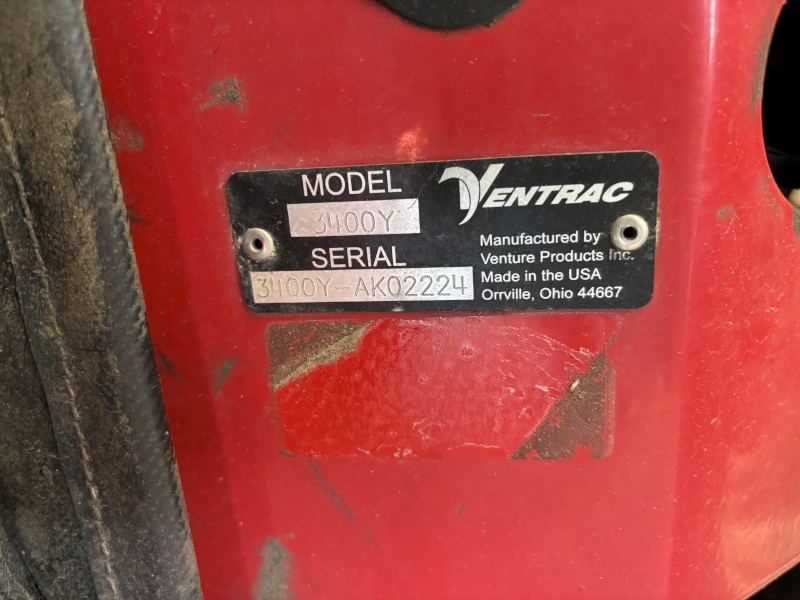 MODEL
3400Y
SERIAL
3400Y-AK02224
VENTRAC
Manufactured by
Venture Products Inc.
Made in the USA
Orrville, Ohio 44667